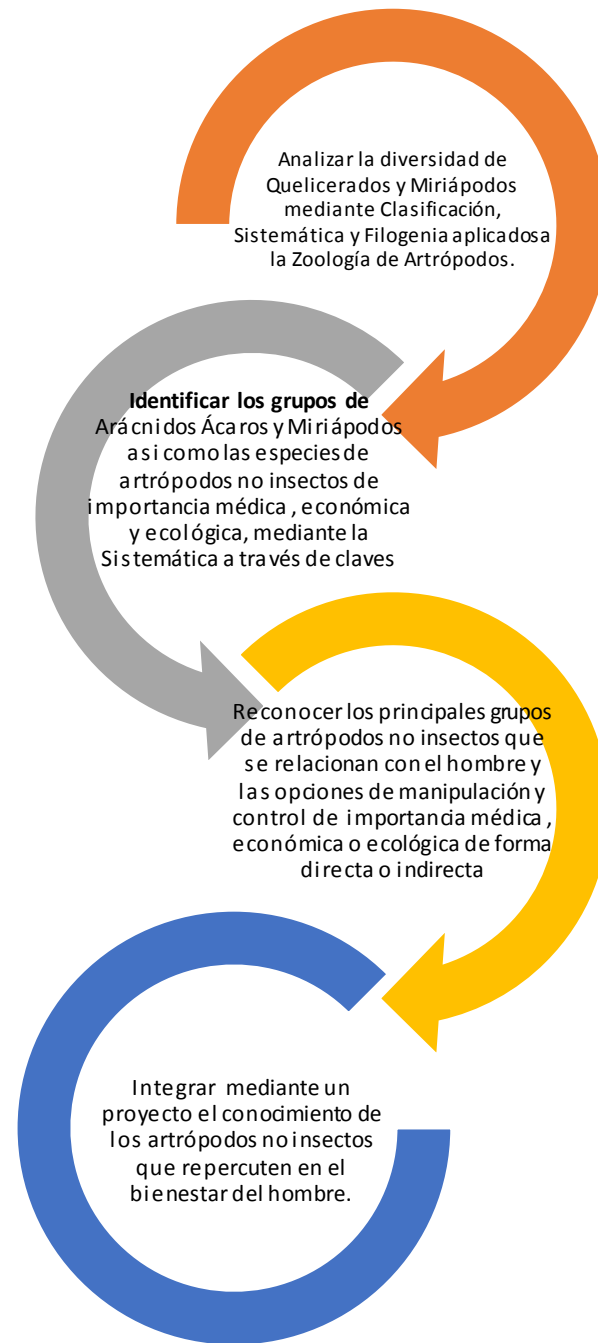 Analizar la diversidad de
Quelicerados y Miriápodos
mediante Clasificación,
Sistemática y Filogenia aplicadosa
la Zoología de Artrópodos.
Identificar los grupos de
Arácnidos Ácaros y Miriápodos
asi como las especies de
artrópodos no insectos de
importancia médica , económica
y ecológica, mediante la
Sistemática a través de claves
Reconocer los principales grupos
de artrópodos no insectos que
se relacionan con el hombre y
las opciones de manipulación y
control de importancia médica ,
económica o ecológica de forma
directa o indirecta
Integrar mediante un
proyecto el conocimiento de
los artrópodos no insectos
que repercuten en el
bienestar del hombre.